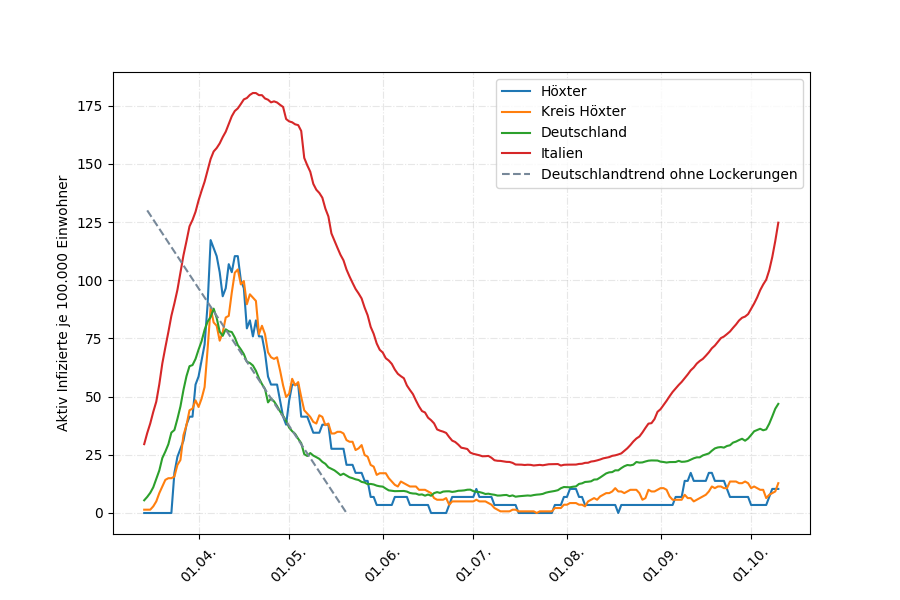 Höxter
Kreis Höxter
Deutschland
Italien
Deutschlandtrend ohne Lockerungen
Aktiv Infizierte je 100.000 Einwohner
175
150
125
100
75
50
25
0
01.04.
01.05.
01.06.
01.07.
01.08.
01.09.
01.10.